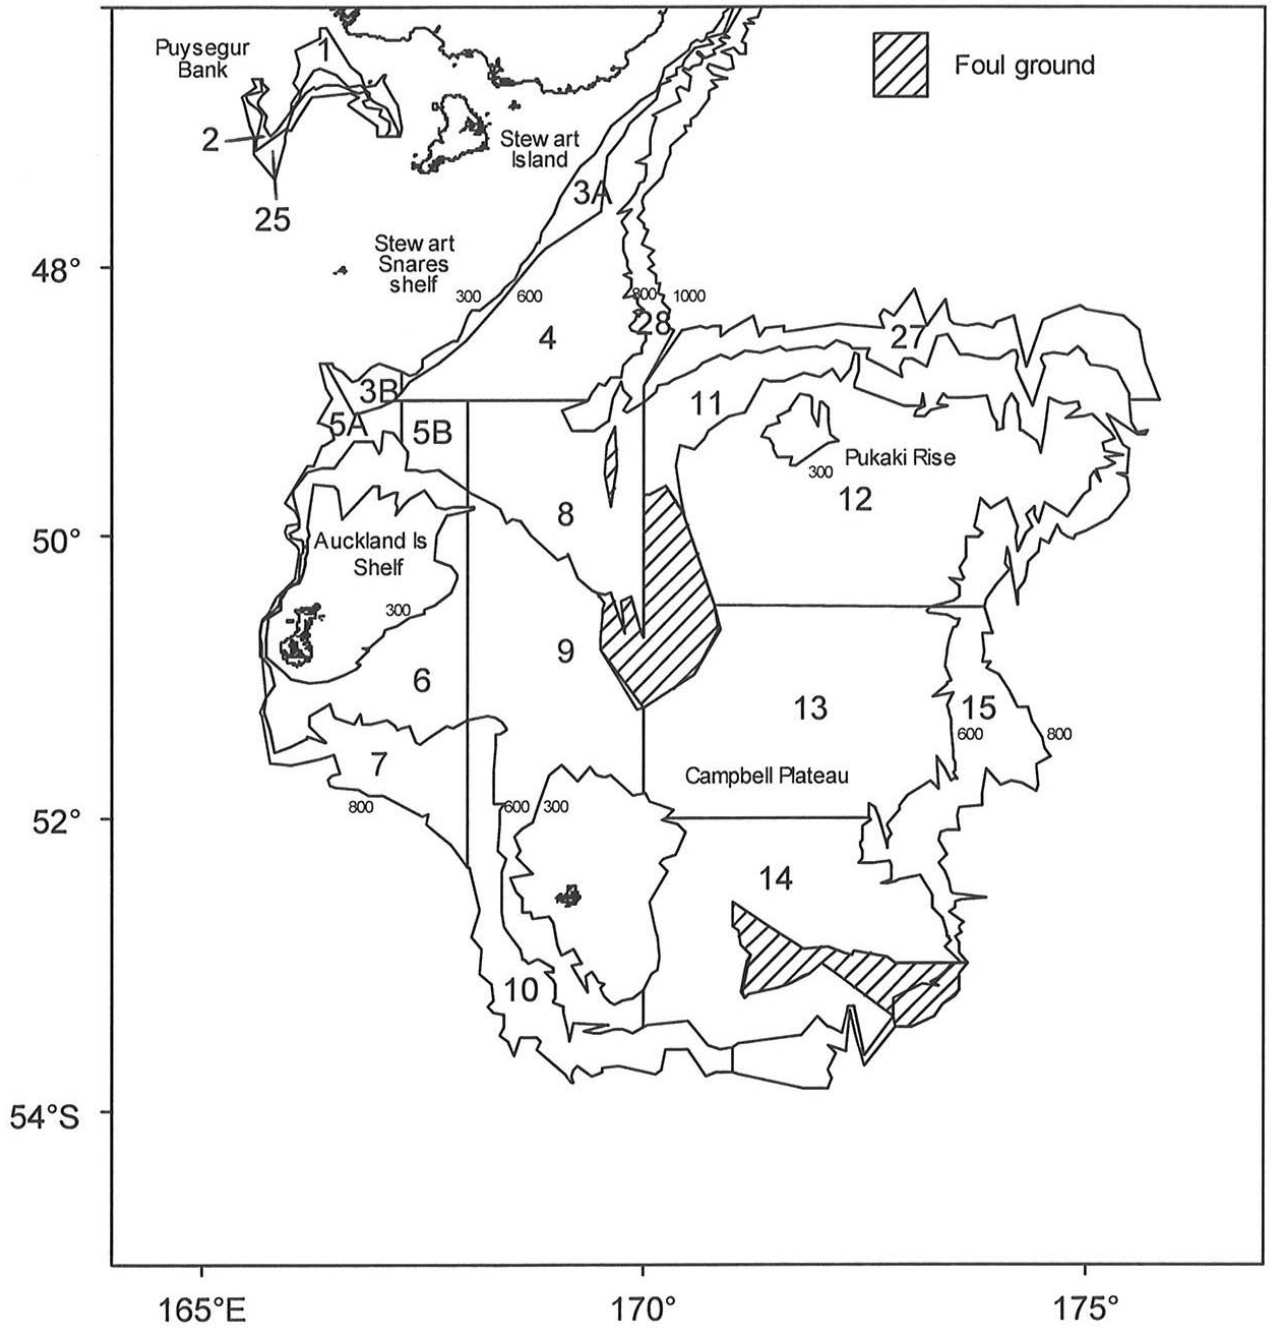 Puysegur
Bank
1
Foul ground
2
25
Stew art
Island
3A
Stew art
Snares
shelf
48°
300
600
800
1000
4
28
27
3B
5A
5B
11
Pukaki Rise
300
12
8
50°
Auckland Is
Shelf
300
9
6
13
15
600
800
7
Campbell Plateau
800
600
300
52°
14
10
54°S
165°E
170°
175°